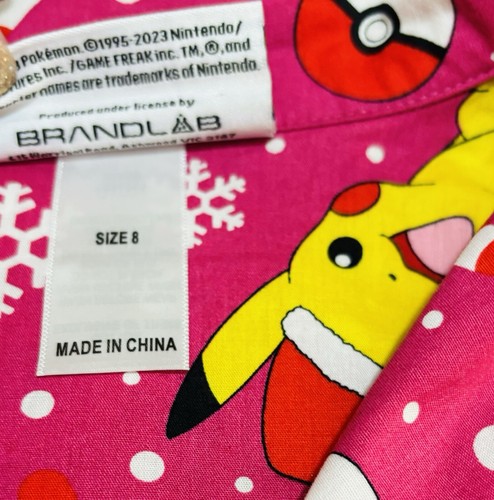 Pokémon. ©1995-2023 Nintendo/
Inc. /GAME FREAK inc. TM,®,and
names are trademarks of Nintendo.
Produced under license by
BRANDLAB
SIZE 8
MADE IN CHINA